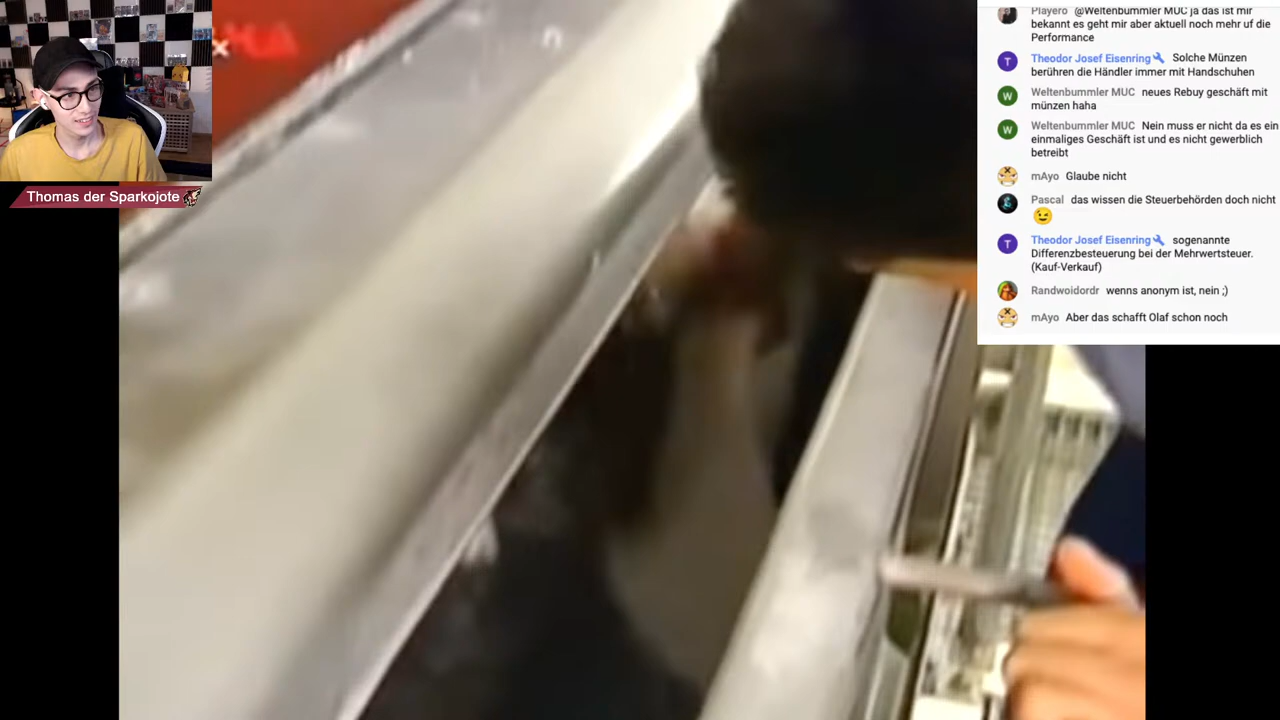 Thomas der Sparkojote
Playero @Weltenbummler MUC ja das ist mir
bekannt es geht mir aber aktuell noch mehr uf die
Performance
Theodor Josef Eisenring Solche Münzen
berühren die Händler immer mit Handschuhen
Weltenbummler MUC neues Rebuy geschäft mit
münzen haha
Weltenbummler MUC Nein muss er nicht da es ein
einmaliges Geschäft ist und es nicht gewerblich
betreibt
mAyo Glaube nicht
Pascal das wissen die Steuerbehörden doch nicht
Theodor Josef Eisenring sogenannte
Differenzbesteuerung bei der Mehrwertsteuer.
(Kauf-Verkauf)
Randwoidordr wenns anonym ist, nein ;)
mAyo Aber das schafft Olaf schon noch